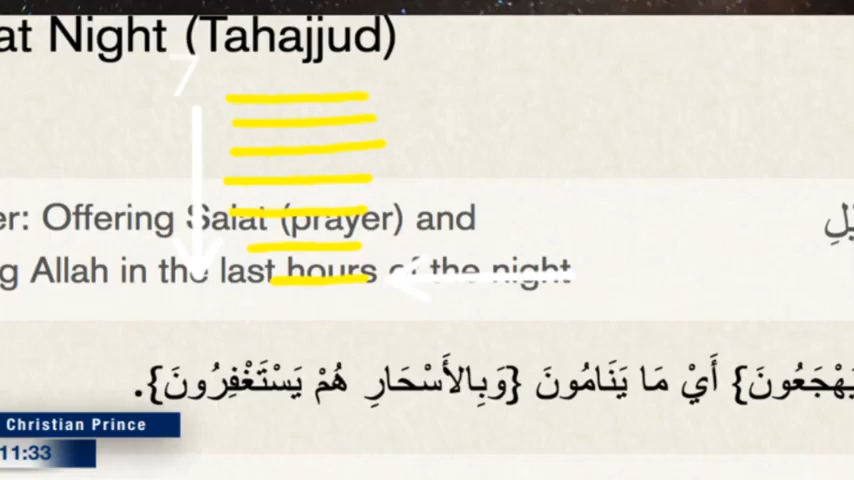 at Night (Tahajjud)
7
er: Offering Salat (prayer) and
يْلِ
g Allah in the last hours of the night
يَهْجَعُونَ} أَيْ مَا يَنَامُونَ {وَبِالأَسْحَارِ هُمْ يَسْتَغْفِرُونَ}.
Christian Prince
11:33